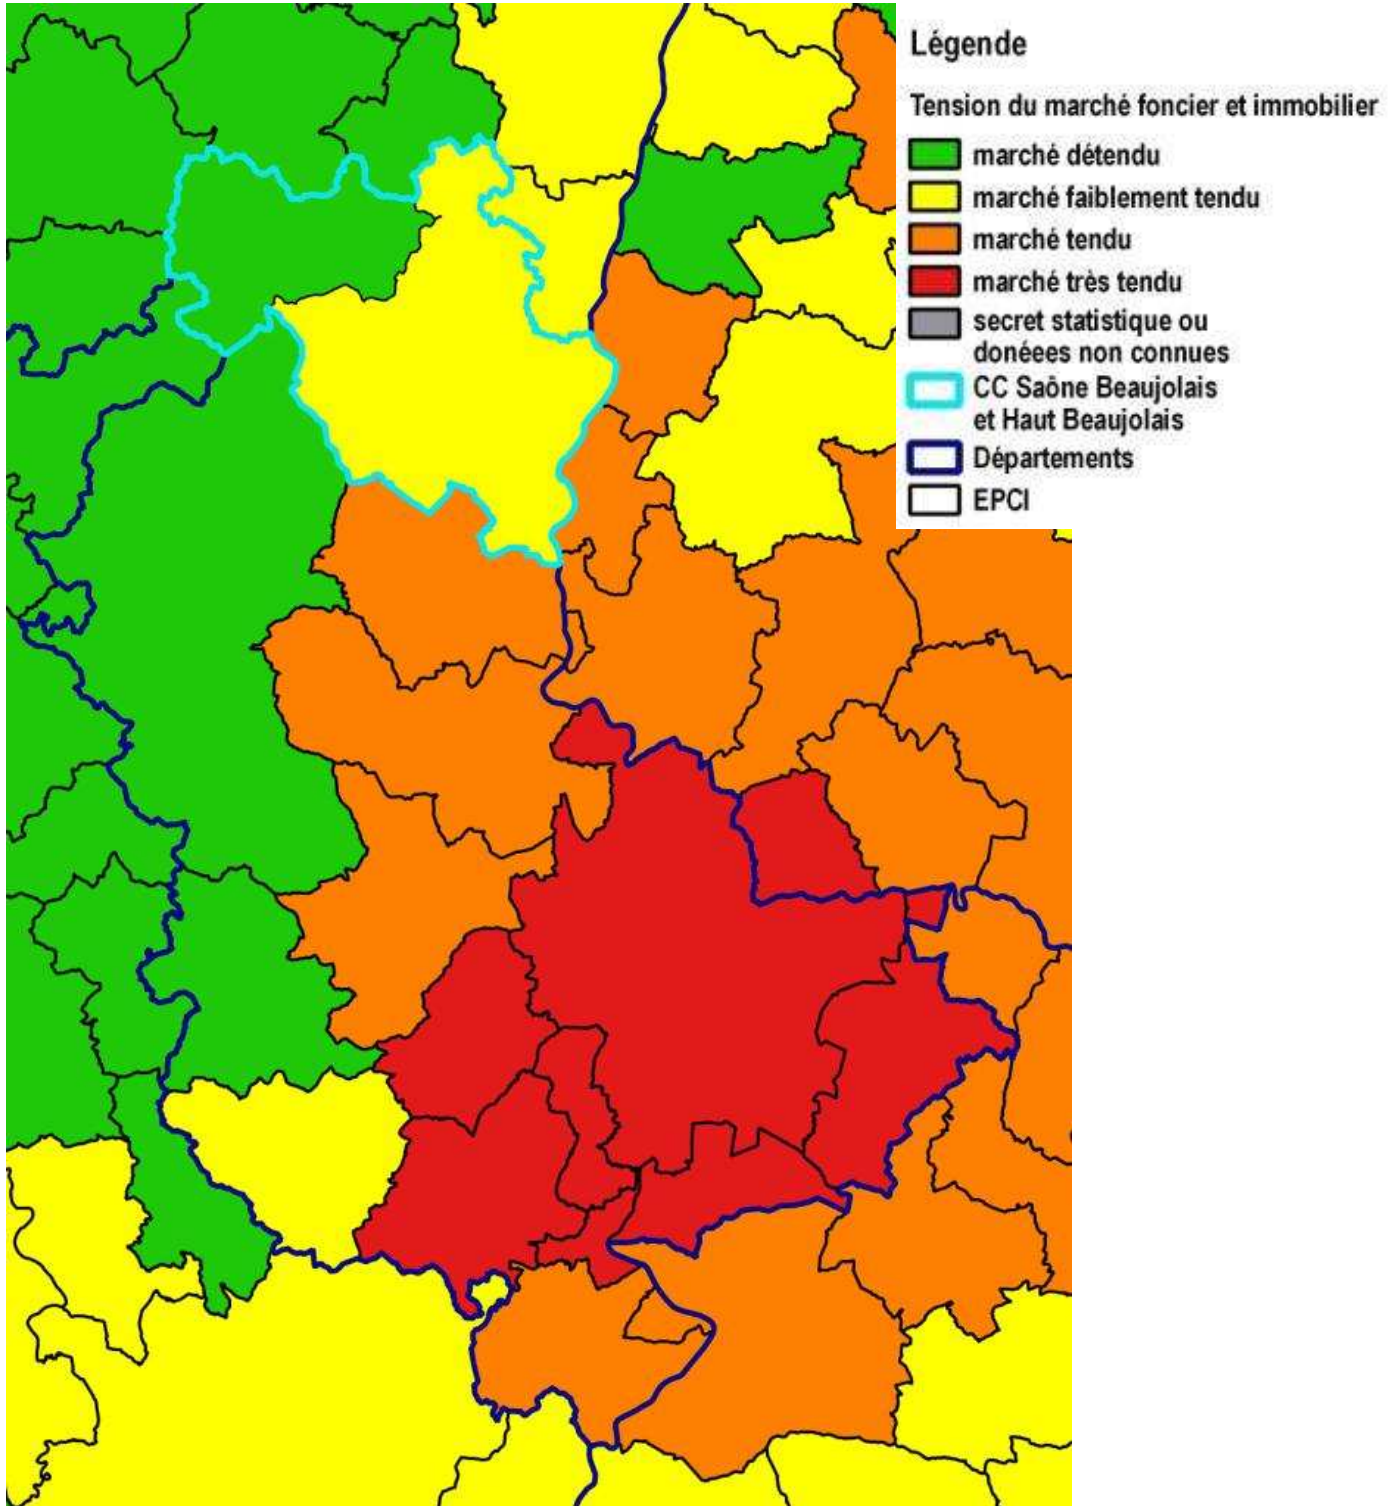 Légende
Tension du marché foncier et immobilier
marché détendu
marché faiblement tendu
marché tendu
marché très tendu
secret statistique ou
donéees non connues
CC Saône Beaujolais
et Haut Beaujolais
Départements
EPCI